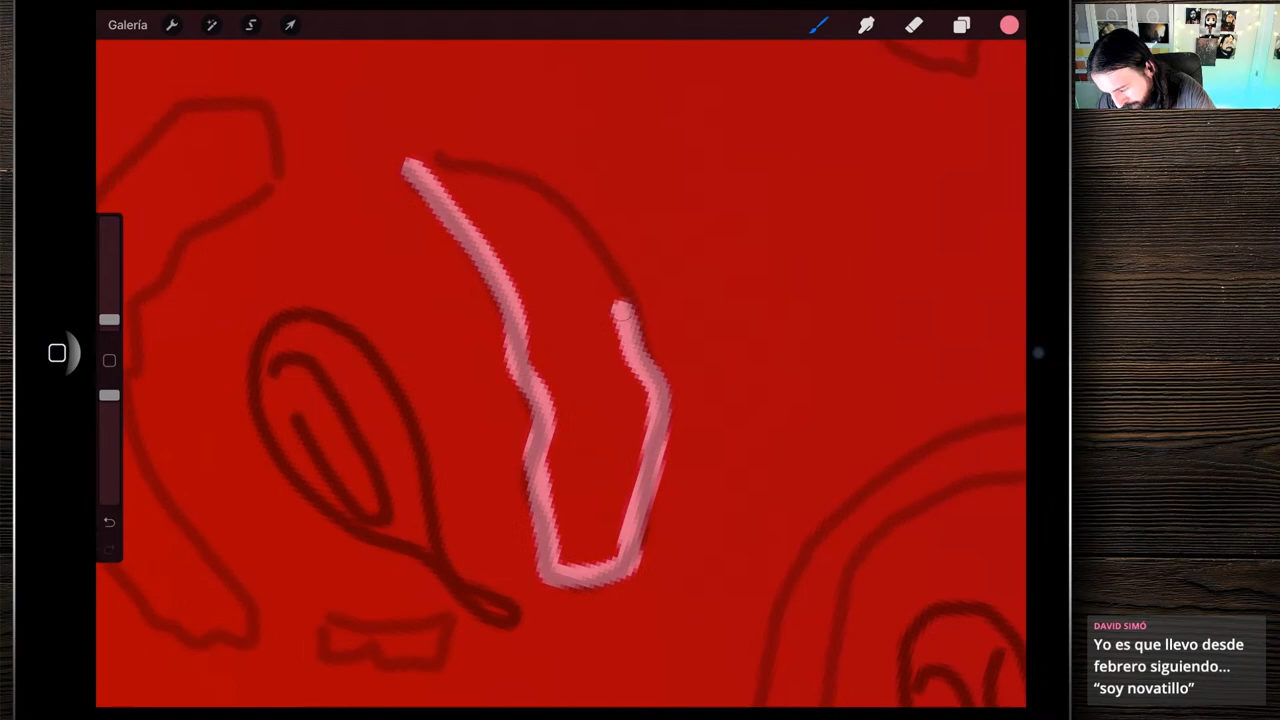 Galería
DAVID SIMÓ
Yo es que llevo desde
febrero siguiendo...
“soy novatillo”